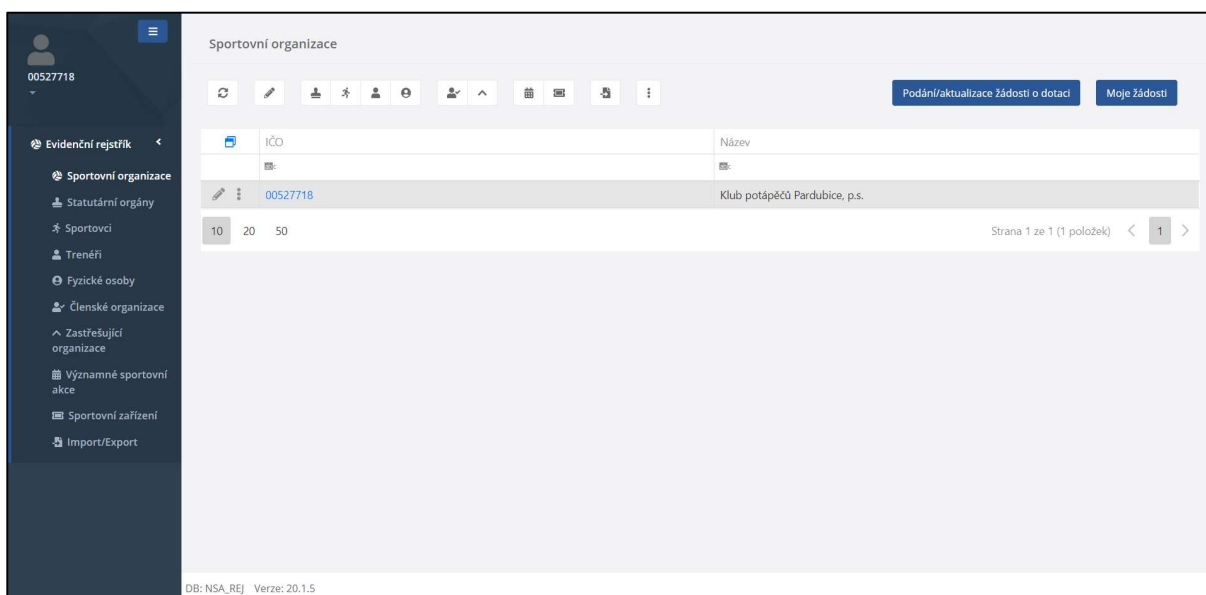 00527718
Sportovní organizace
Podání/aktualizace žádosti o dotaci
Moje žádosti
Evidenční rejstřík
Sportovní organizace
Statutární orgány
Sportovci
Trenéři
Fyzické osoby
Členské organizace
Zastřešující
organizace
Významné sportovní
akce
Sportovní zařízení
Import/Export
IČO
Název
00527718
Klub potápěčů Pardubice, p.s.
10 20 50
Strana 1 ze 1 (1 položek)
1
DB: NSA_REJ Verze: 20.1.5